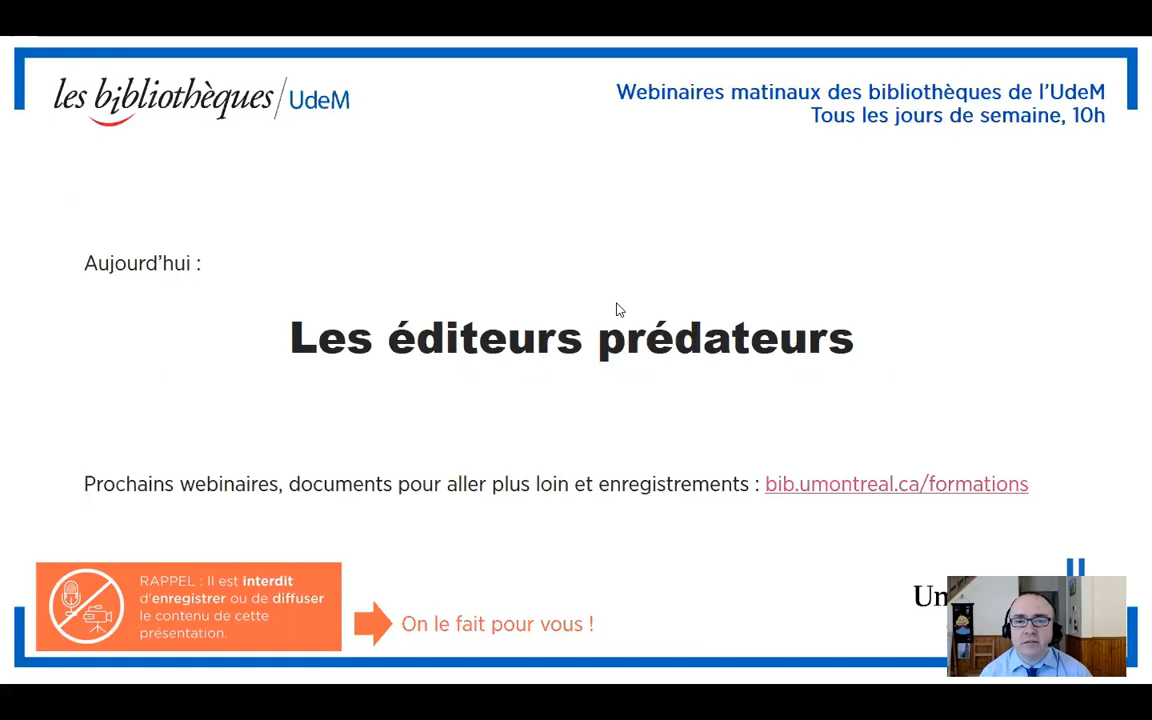 les bibliothèques/UdeM
Webinaires matinaux des bibliothèques de l'UdeM
Tous les jours de semaine, 10h
Aujourd'hui :
Les éditeurs prédateurs
Prochains webinaires, documents pour aller plus loin et enregistrements : bib.umontreal.ca/formations
RAPPEL : Il est interdit
d'enregistrer ou de diffuser
le contenu de cette
présentation.
On le fait pour vous !